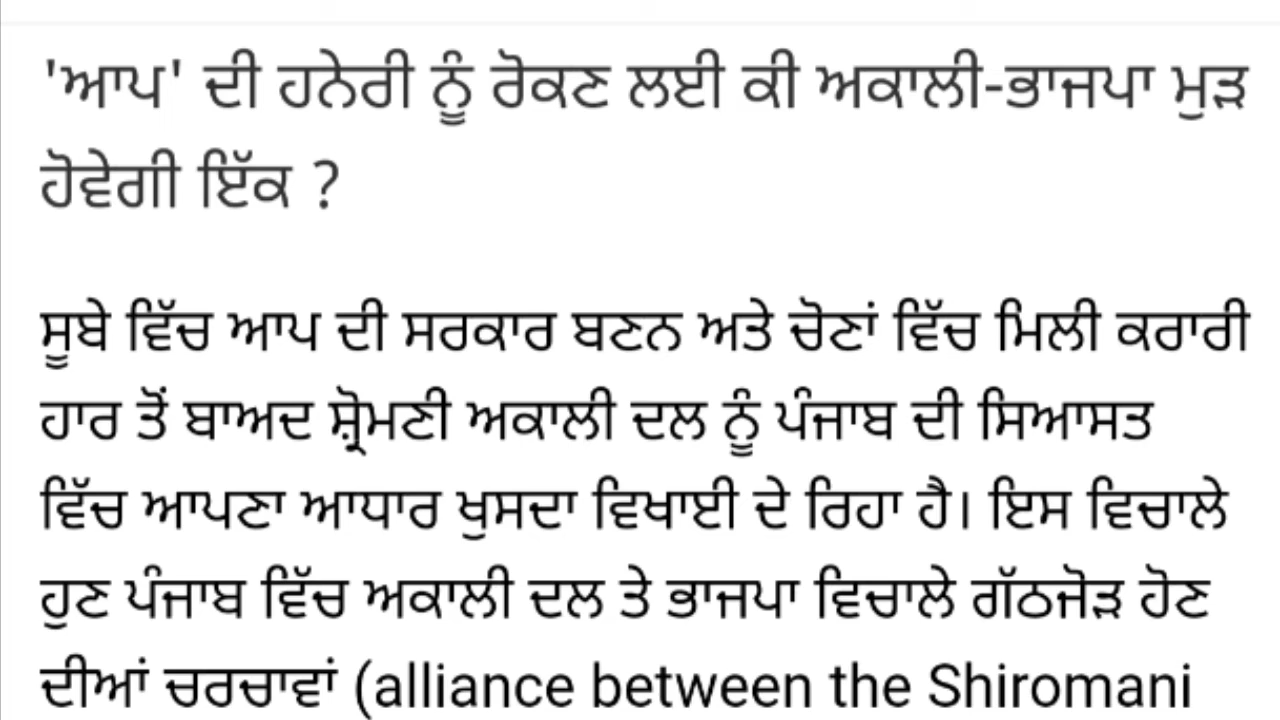 'ਆਪ' ਦੀ ਹਨੇਰੀ ਨੂੰ ਰੋਕਣ ਲਈ ਕੀ ਅਕਾਲੀ-ਭਾਜਪਾ ਮੁੜ
ਹੋਵੇਗੀ ਇੱਕ ?
ਸੂਬੇ ਵਿੱਚ ਆਪ ਦੀ ਸਰਕਾਰ ਬਣਨ ਅਤੇ ਚੋਣਾਂ ਵਿੱਚ ਮਿਲੀ ਕਰਾਰੀ
ਹਾਰ ਤੋਂ ਬਾਅਦ ਸ਼੍ਰੋਮਣੀ ਅਕਾਲੀ ਦਲ ਨੂੰ ਪੰਜਾਬ ਦੀ ਸਿਆਸਤ
ਵਿੱਚ ਆਪਣਾ ਆਧਾਰ ਖੁਸਦਾ ਵਿਖਾਈ ਦੇ ਰਿਹਾ ਹੈ। ਇਸ ਵਿਚਾਲੇ
ਹੁਣ ਪੰਜਾਬ ਵਿੱਚ ਅਕਾਲੀ ਦਲ ਤੇ ਭਾਜਪਾ ਵਿਚਾਲੇ ਗੱਠਜੋੜ ਹੋਣ
ਦੀਆਂ ਚਰਚਾਵਾਂ (alliance between the Shiromani